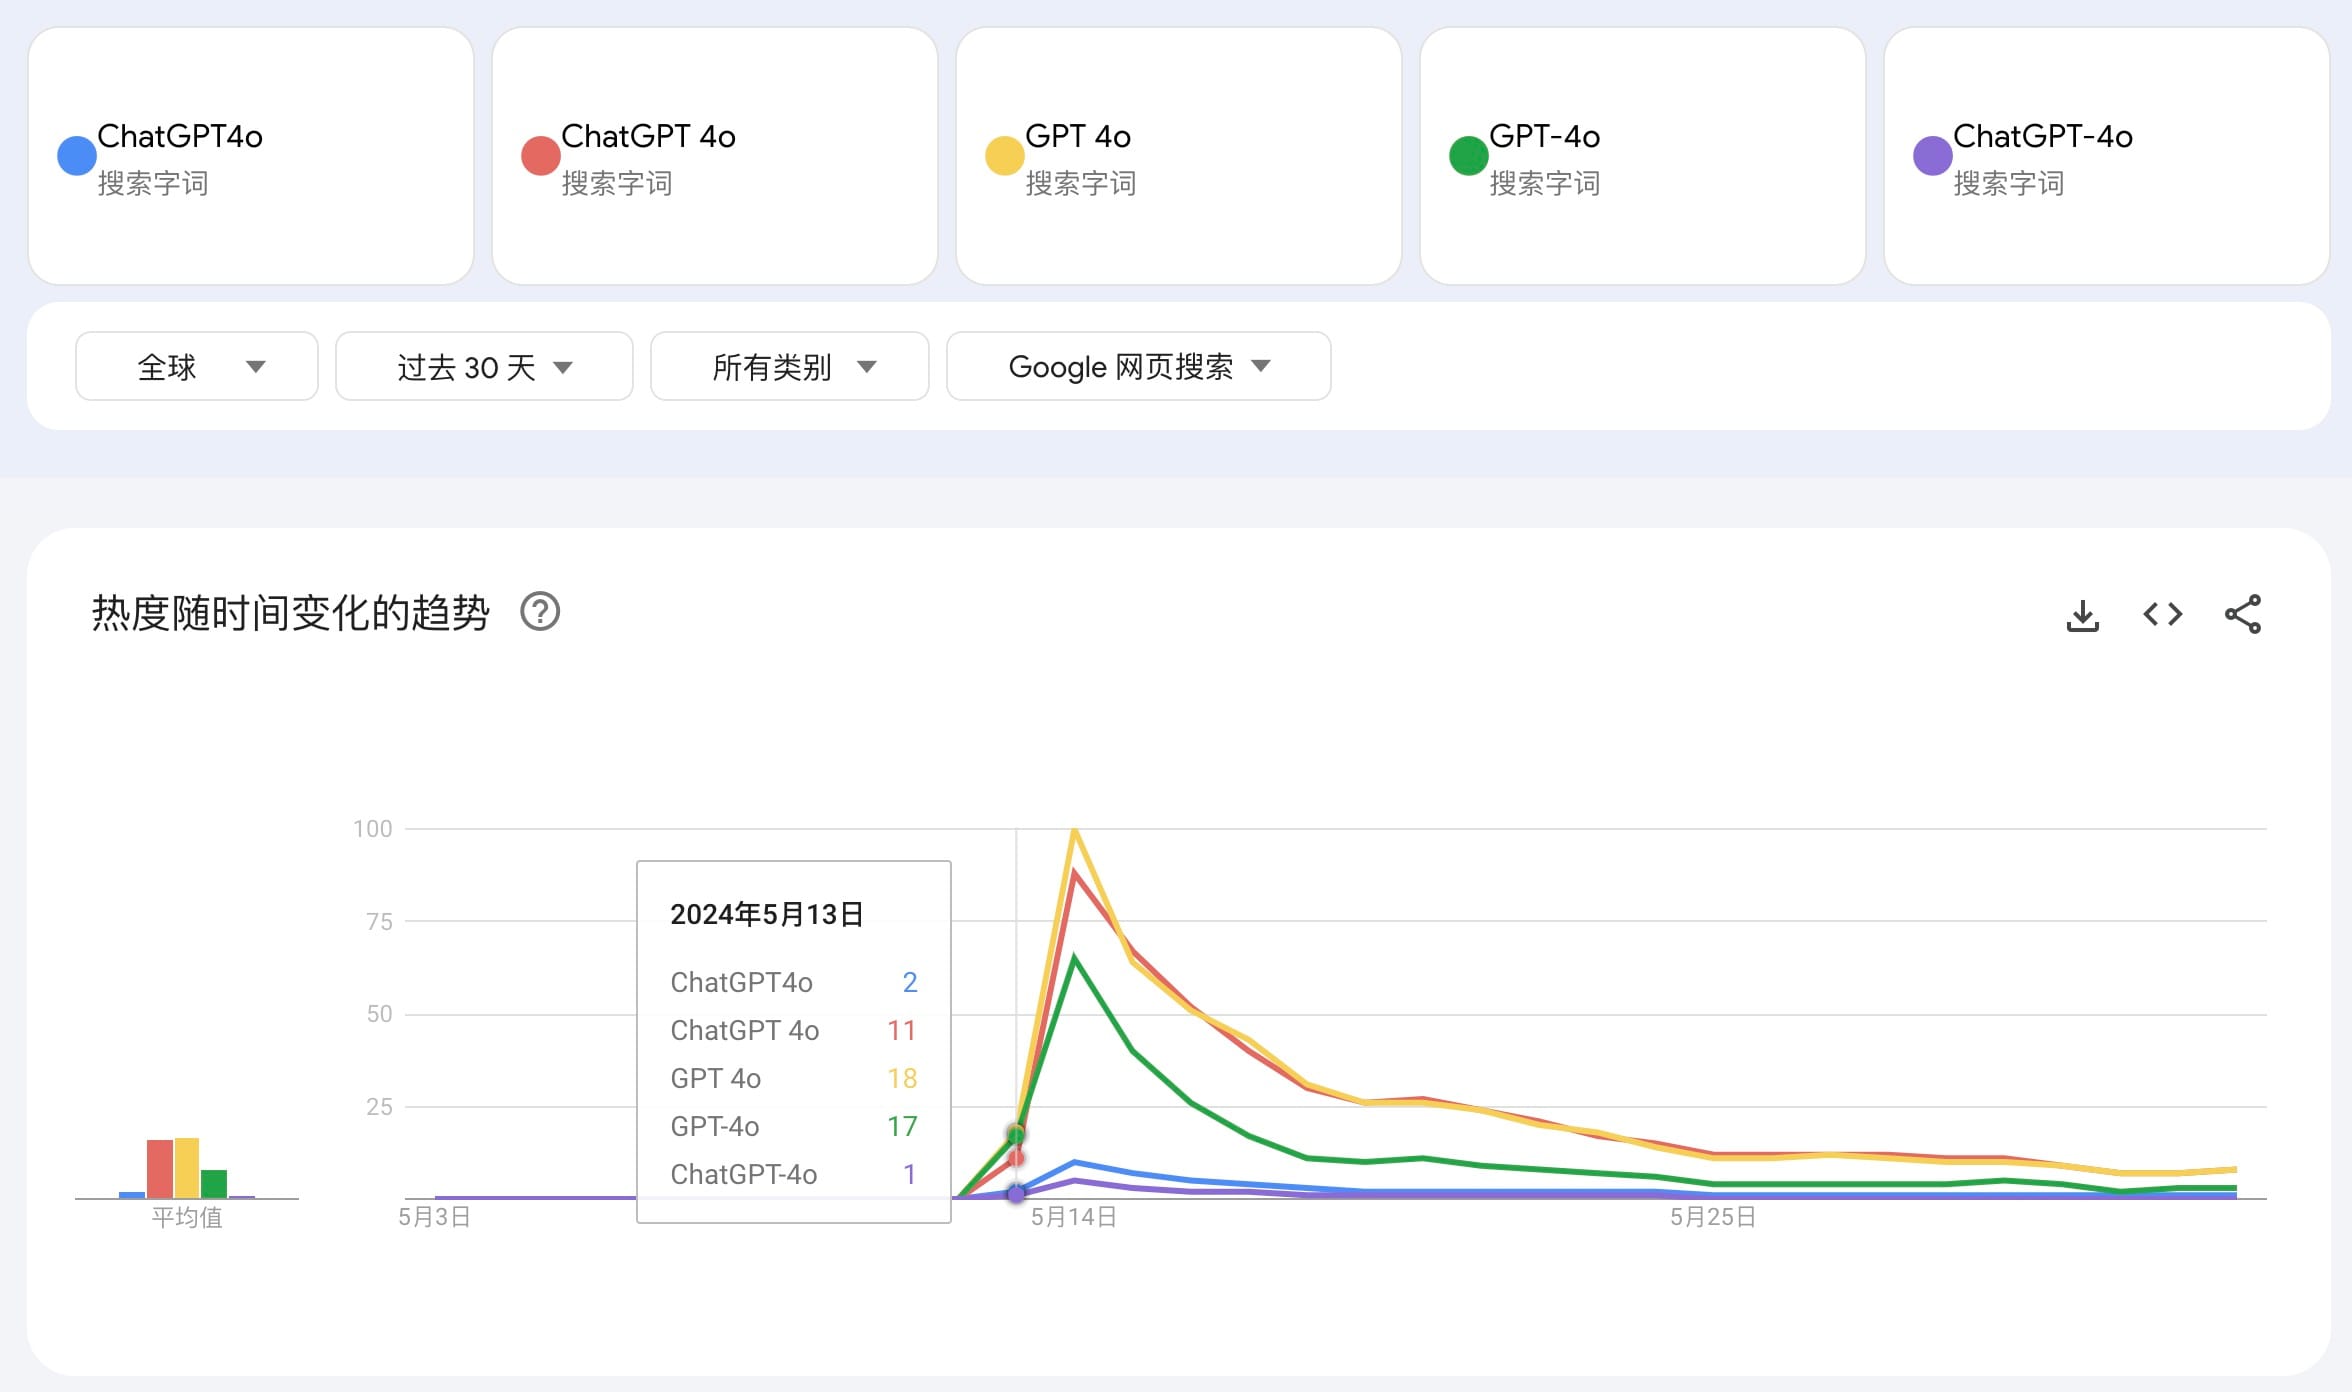 ChatGPT4o
搜索字词
ChatGPT 4o
搜索字词
GPT 4o
搜索字词
GPT-4o
搜索字词
ChatGPT-4o
搜索字词
全球
过去 30 天
所有类别
Google 网页搜索
热度随时间变化的趋势
100
75
50
25
平均值
2024年5月13日
ChatGPT4o 2
ChatGPT 4o 11
GPT 4o 18
GPT-4o 17
ChatGPT-4o 1
5月3日
5月14日
5月25日